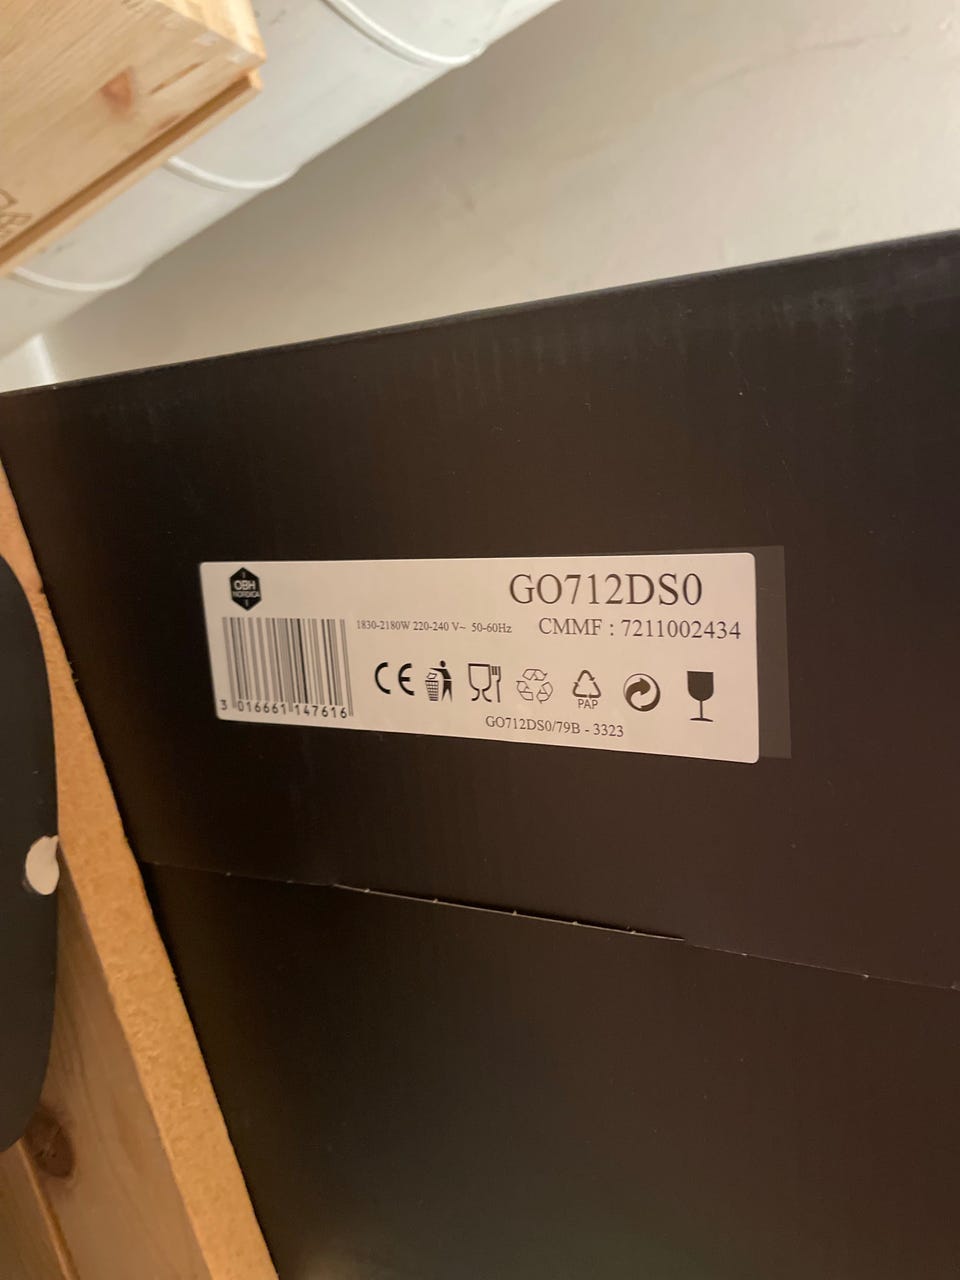 OBH
NORDICA
GO712DS0
1830-2180W 220-240 V~ 50-60Hz
CMMF : 7211002434
CE
PAP
3 016661 147616
GO712DS0/79B - 3323